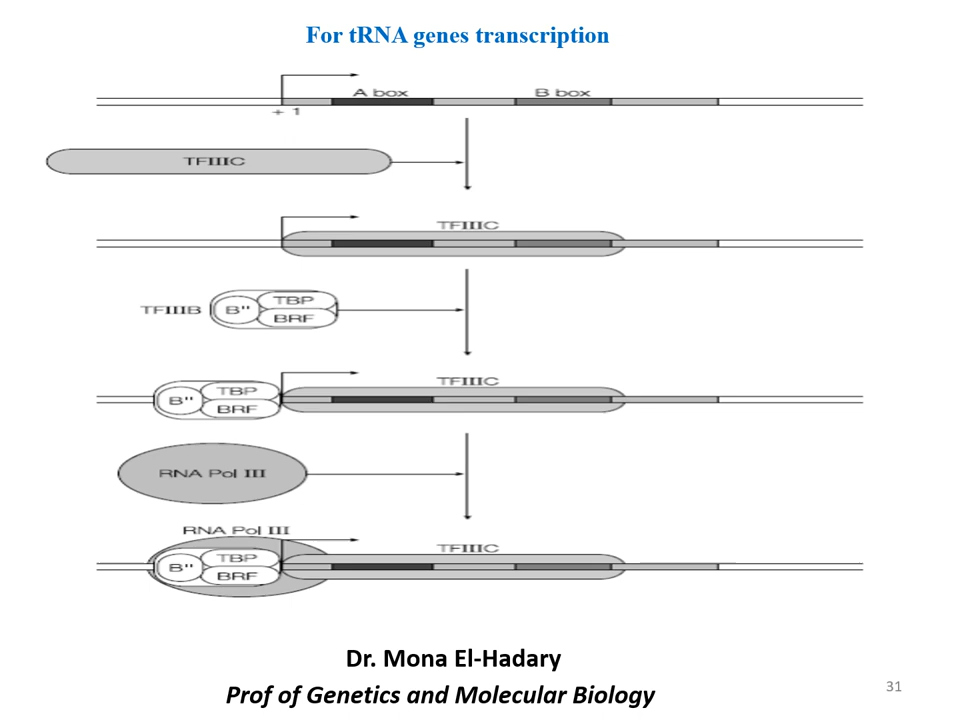 For tRNA genes transcription
A box
B box
+ 1
TFIIIC
TFIIIC
TFIIIB
B"
TBP
BRF
TFIIIC
B"
TBP
BRF
RNA Pol III
RNA Pol III
TFIIIC
B"
TBP
BRF
Dr. Mona El-Hadary
Prof of Genetics and Molecular Biology
31